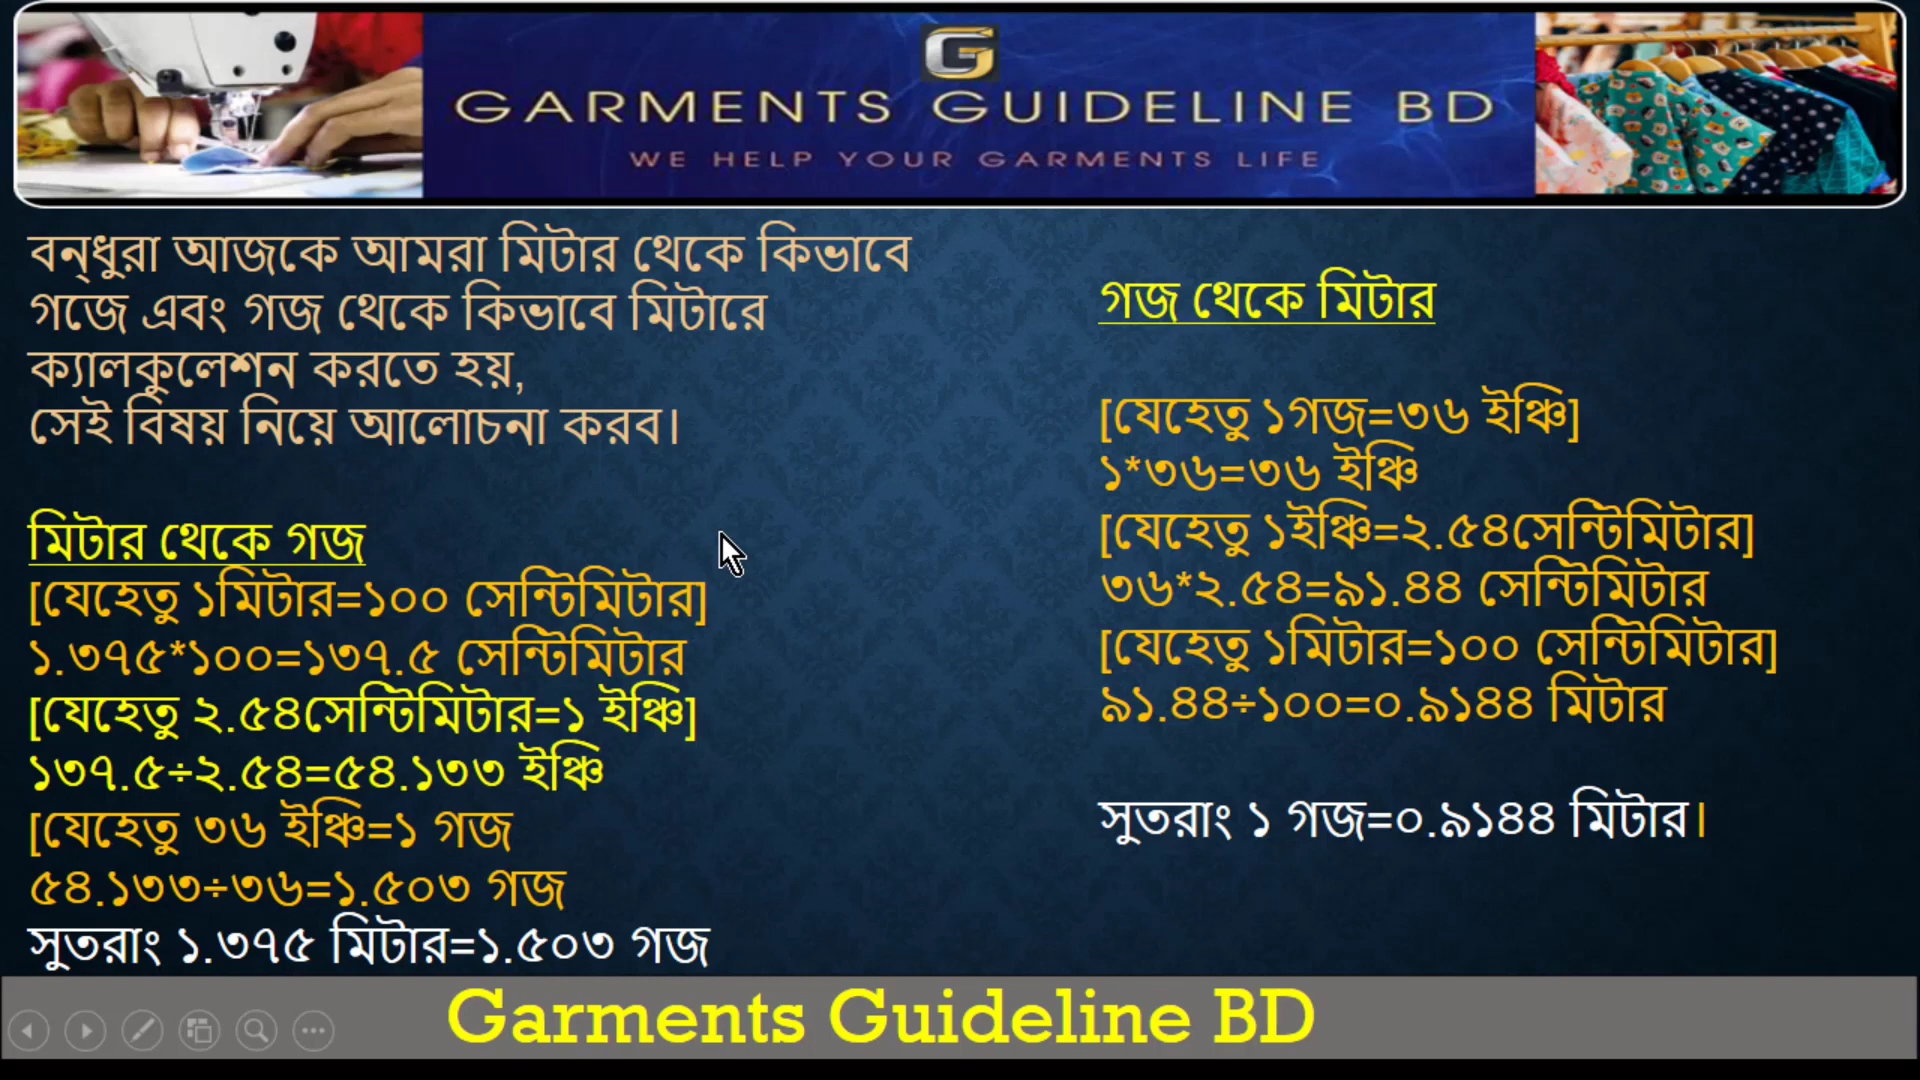 G
GARMENTS GUIDELINE BD
WE HELP YOUR GARMENTS LIFE
বন্ধুরা আজকে আমরা মিটার থেকে কিভাবে
গজে এবং গজ থেকে কিভাবে মিটারে
ক্যালকুলেশন করতে হয়,
সেই বিষয় নিয়ে আলোচনা করব।
মিটার থেকে গজ
[যেহেতু ১মিটার=১০০ সেন্টিমিটার]
১.৩৭৫*১০০=১৩৭.৫ সেন্টিমিটার
[যেহেতু ২.৫৪সেন্টিমিটার=১ ইঞ্চি]
১৩৭.৫÷২.৫৪=৫৪.১৩৩ ইঞ্চি
[যেহেতু ৩৬ ইঞ্চি=১ গজ
৫৪.১৩৩÷৩৬=১.৫০৩ গজ
সুতরাং ১.৩৭৫ মিটার=১.৫০৩ গজ
গজ থেকে মিটার
[যেহেতু ১গজ=৩৬ ইঞ্চি]
১*৩৬=৩৬ ইঞ্চি
[যেহেতু ১ইঞ্চি=২.৫৪সেন্টিমিটার]
৩৬*২.৫৪=৯১.৪৪ সেন্টিমিটার
[যেহেতু ১মিটার=১০০ সেন্টিমিটার]
৯১.৪৪÷১০০=০.৯১৪৪ মিটার
সুতরাং ১ গজ=০.৯১৪৪ মিটার।
Garments Guideline BD